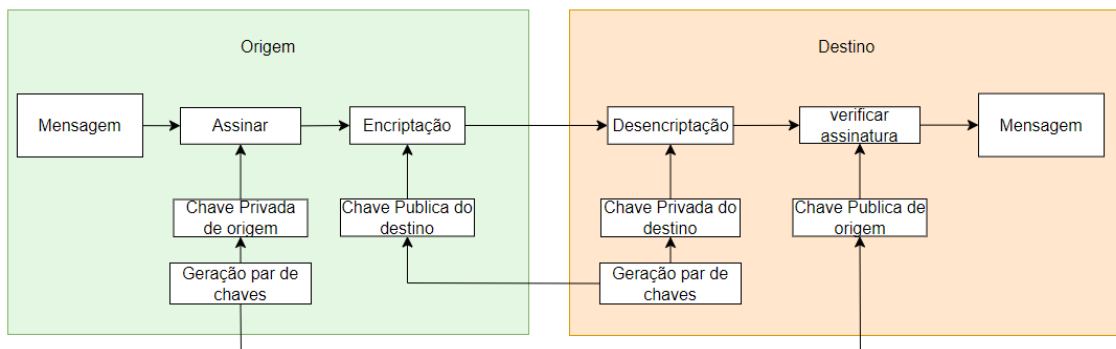 Origem
Destino
Mensagem
Assinar
Encriptação
Desencriptação
verificar
assinatura
Mensagem
Chave Privada
de origem
Chave Publica do
destino
Chave Privada do
destino
Chave Publica de
origem
Geração par de
chaves
Geração par de
chaves